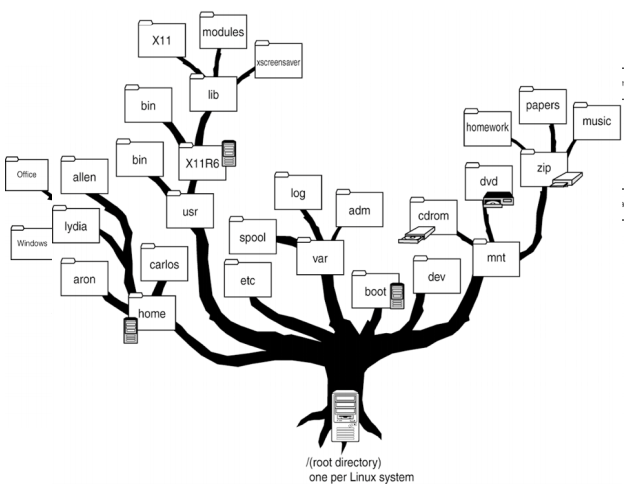 X11
modules
xscreensaver
lib
bin
papers
homework
music
bin
X11R6
zip
Office
allen
dvd
log
usr
adm
cdrom
lydia
spool
Windows
var
mnt
carlos
aron
etc
boot
dev
home
/(root directory)
one per Linux system